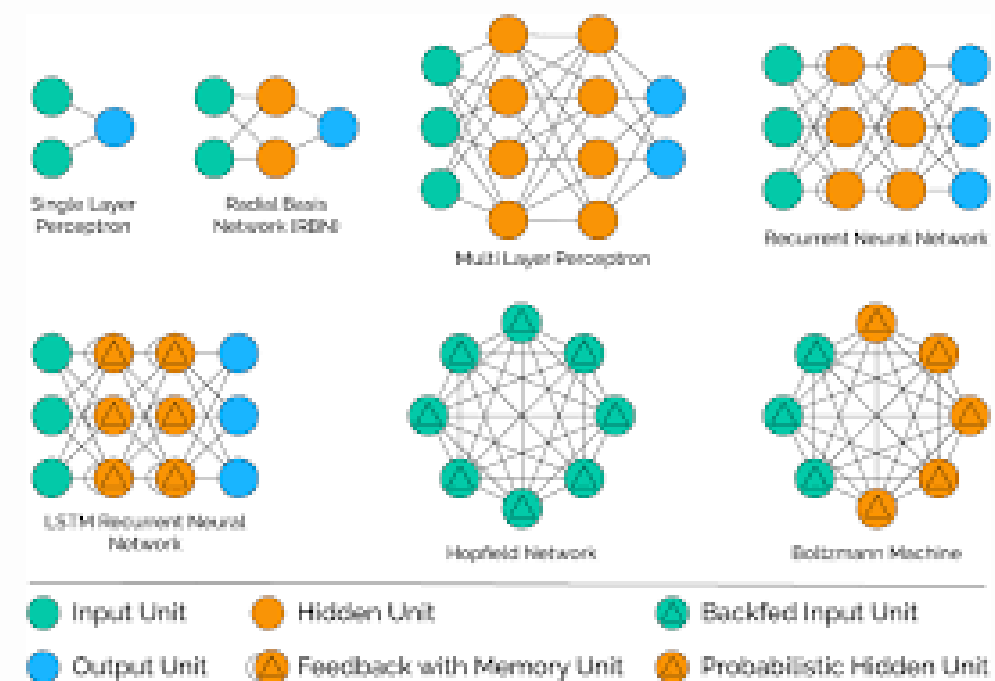 Single Layer
Perceptron
Radial Basis
Network (RBN)
Multi Layer Perceptron
Recurrent Neural Network
LSTM Recurrent Neural
Network
Hopfield Network
Boltzmann Machine
Input Unit
Hidden Unit
Backfed Input Unit
Output Unit
Feedback with Memory Unit
Probabilistic Hidden Unit